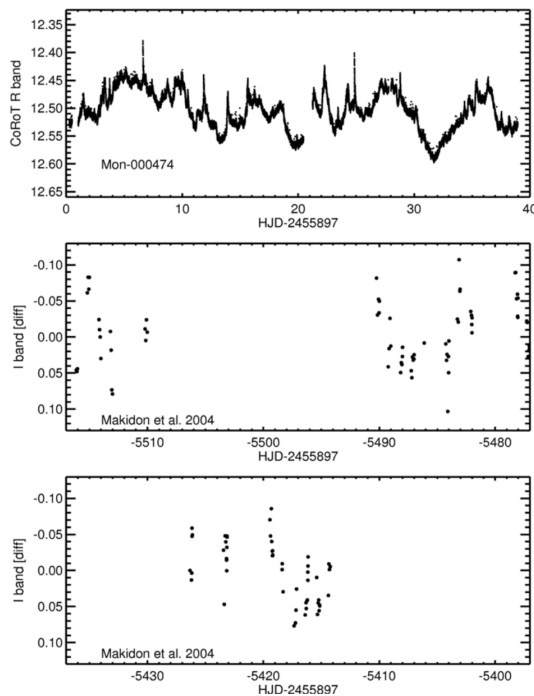 12.35
12.40
12.45
12.50
12.55
12.60
12.65
CoRoT R band
Mon-000474
0 10 20 30 40
HJD-2455897
-0.10
-0.05
0.00
0.05
0.10
I band [diff]
Makidon et al. 2004
-5510 -5500 -5490 -5480
HJD-2455897
-0.10
-0.05
0.00
0.05
0.10
I band [diff]
Makidon et al. 2004
-5430 -5420 -5410 -5400
HJD-2455897